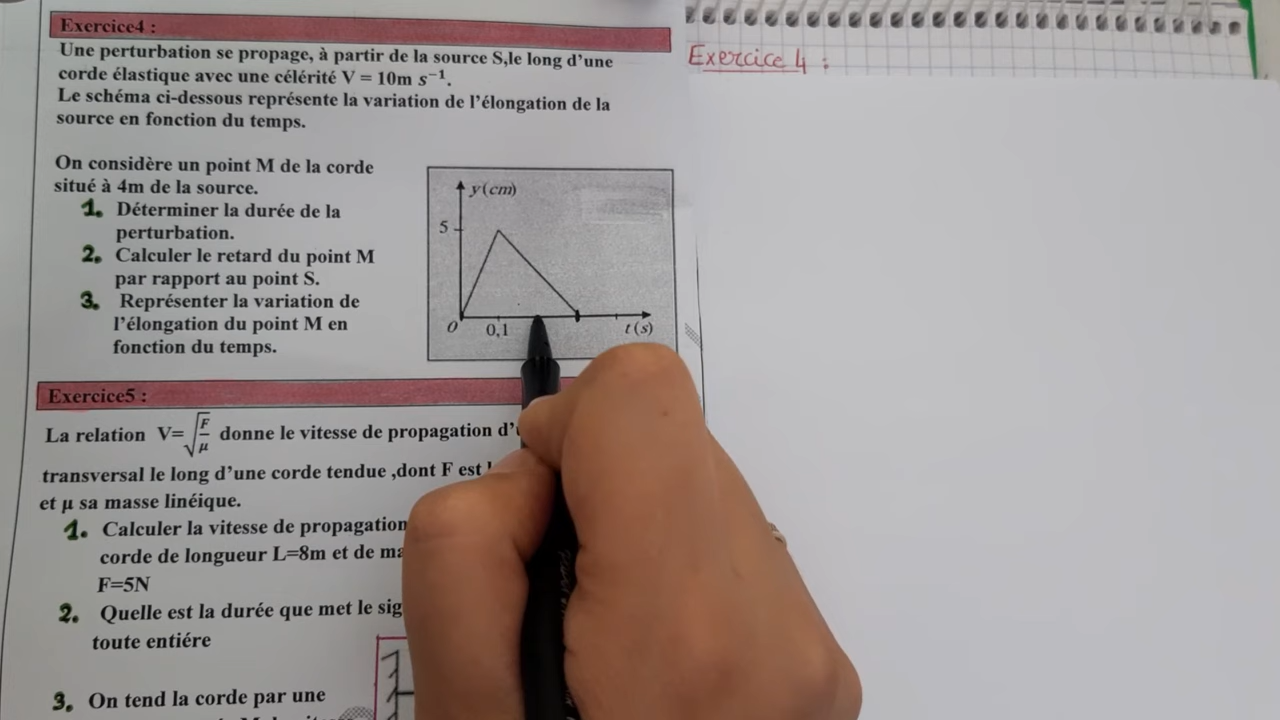 Exercice4 :
Une perturbation se propage, à partir de la source S,le long d'une
corde élastique avec une célérité V = 10m s⁻¹.
Le schéma ci-dessous représente la variation de l'élongation de la
source en fonction du temps.
On considère un point M de la corde
situé à 4m de la source.
1. Déterminer la durée de la
perturbation.
2. Calculer le retard du point M
par rapport au point S.
3. Représenter la variation de
l'élongation du point M en
fonction du temps.
y(cm)
5
O 0,1 t(s)
Exercice5 :
La relation V=√F/μ donne le vitesse de propagation
transversal le long d'une corde tendue ,dont F est
et μ sa masse linéique.
1. Calculer la vitesse de propagation
corde de longueur L=8m et de
F=5N
2. Quelle est la durée que met le
toute entiére
3. On tend la corde par une
Exercice 4 :